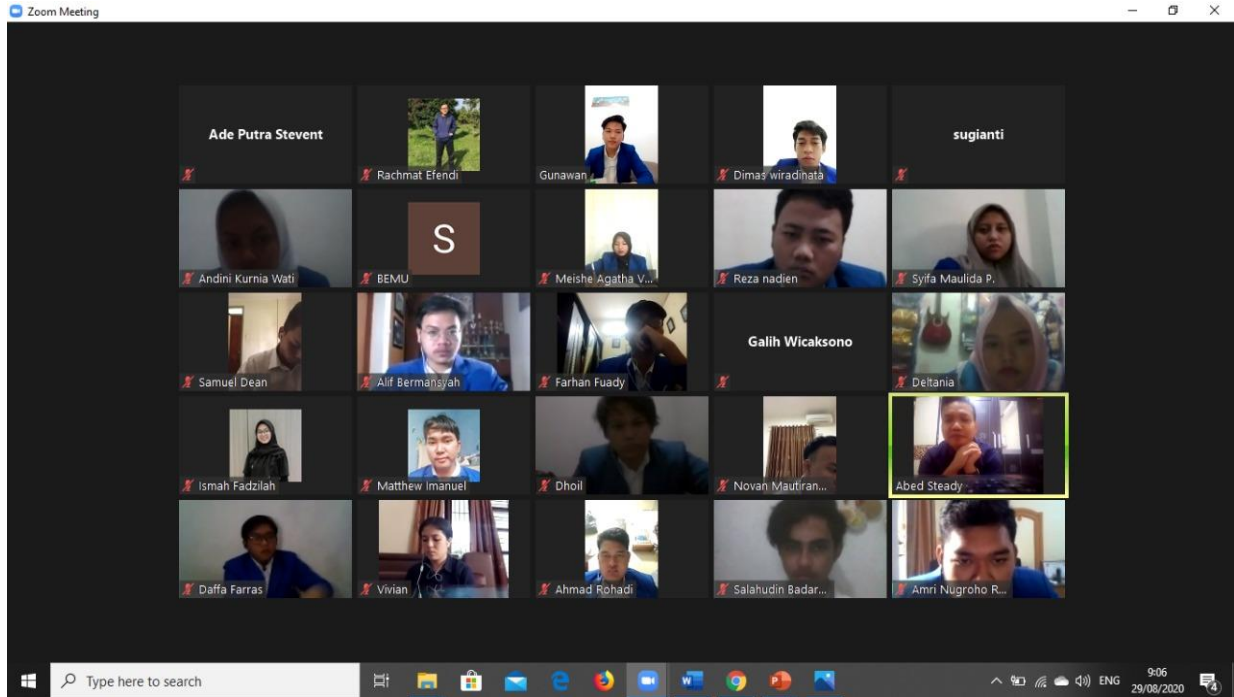 Zoom Meeting
Ade Putra Stevent
Rachmat Efendi
Gunawan
Dimas wiradinata
sugianti
Andini Kurnia Wati
S
BEMU
Meishe Agatha V...
Reza nadien
Syifa Maulida P.
Samuel Dean
Alif Bermansyah
Farhan Fuady
Galih Wicaksono
Deltania
Ismah Fadzilah
Matthew Imanuel
Dhoil
Novan Mautiran...
Abed Steady
Daffa Farras
Vivian
Ahmad Rohadi
Salahudin Badar...
Amri Nugroho R...
Type here to search
ENG
9:06
29/08/2020
4